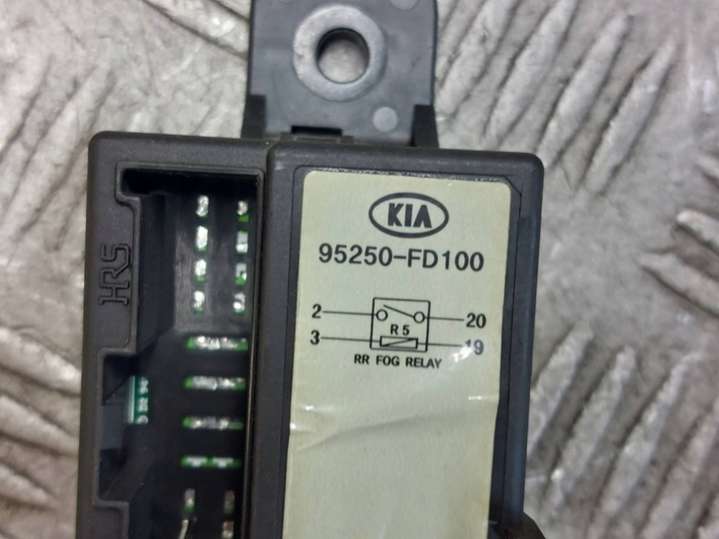 HRS
KIA
95250-FD100
2 20
R 5
3 19
RR FOG RELAY